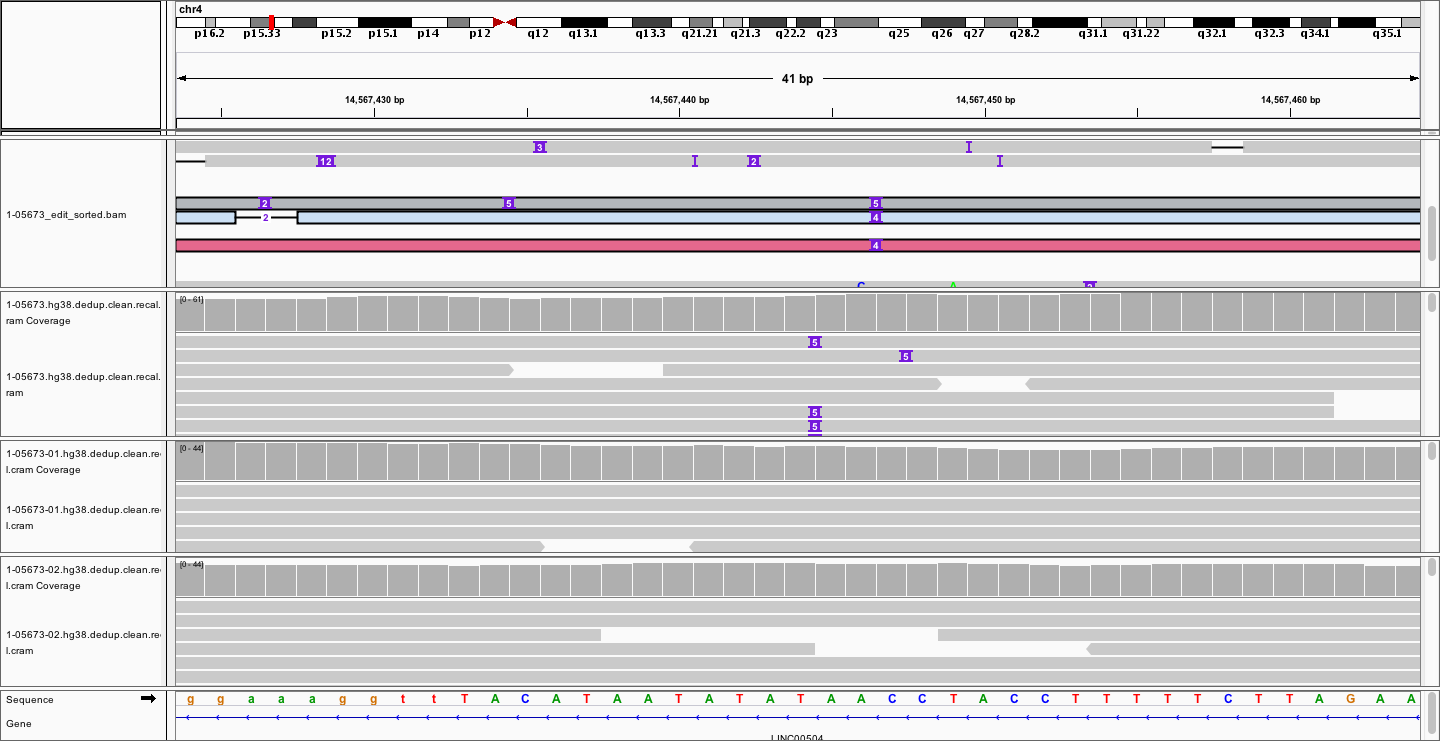 chr4
p16.2 p15.33 p15.2 p15.1 p14 p12 q12 q13.1 q13.3 q21.21 q21.3 q22.2 q23 q25 q26 q27 q28.2 q31.1 q31.22 q32.1 q32.3 q34.1 q35.1
41 bp
14,567,430 bp 14,567,440 bp 14,567,450 bp 14,567,460 bp
3
12 2
2 5 5
1-05673_edit_sorted.bam
2 4
4
C A 2
1-05673.hg38.dedup.clean.recal.
ram Coverage
[0 - 61]
5
5
1-05673.hg38.dedup.clean.recal.
ram
5
5
1-05673-01.hg38.dedup.clean.re
l.cram Coverage
[0 - 44]
1-05673-01.hg38.dedup.clean.re
l.cram
1-05673-02.hg38.dedup.clean.re
l.cram Coverage
[0 - 44]
1-05673-02.hg38.dedup.clean.re
l.cram
Sequence g g a a a g g t t T A C A T A A T A T A T A A C C T A C C T T T T T C T T A G A A
Gene
LINC00504